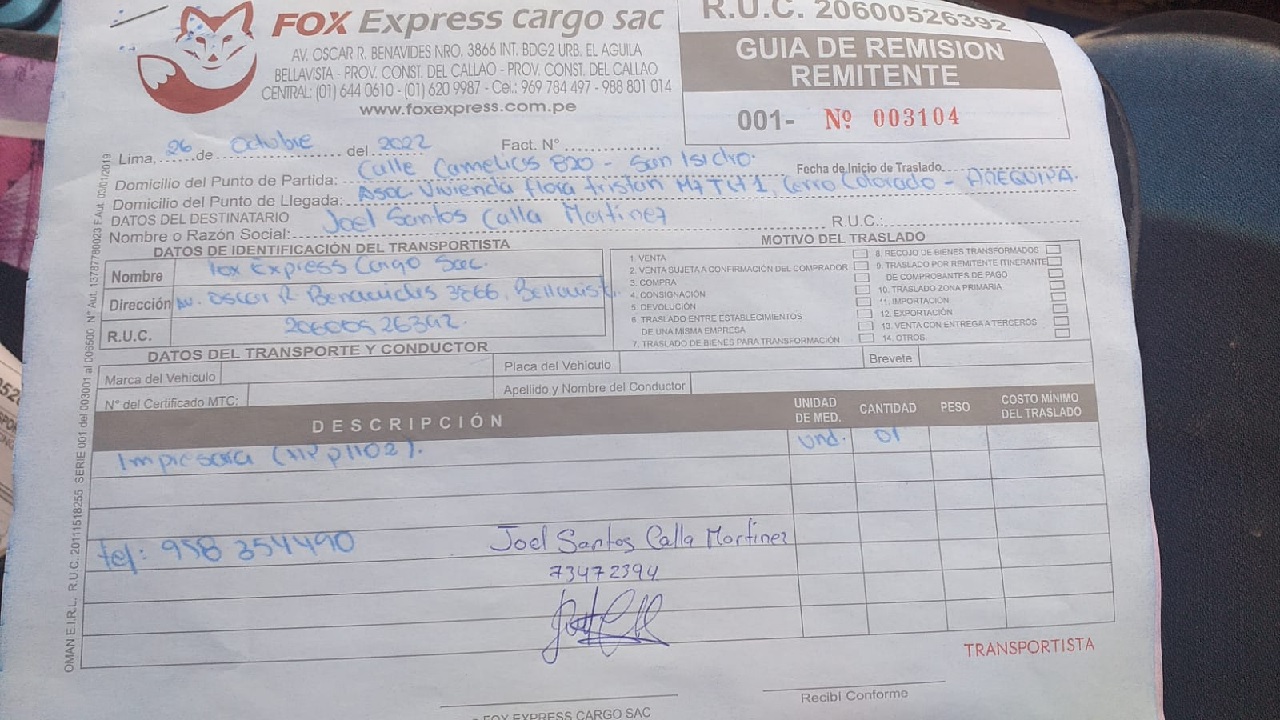 FOX Express cargo sac
AV. OSCAR R. BENAVIDES NRO. 3866 INT. BDG2 URB. EL AGUILA
BELLAVISTA - PROV. CONST. DEL CALLAO - PROV. CONST. DEL CALLAO
CENTRAL: (01) 644 0610 - (01) 620 9987 - Cel.: 969 784 497 - 988 801 014
www.foxexpress.com.pe
R.U.C. 20600526392
GUIA DE REMISION
REMITENTE
001- Nº 003104
Lima, 26 de Octubre del 2022 Fact. Nº
Domicilio del Punto de Partida: Calle Camelias 820 - San Isidro. Fecha de Inicio de Traslado
Domicilio del Punto de Llegada: Asoc. Vivienda flora tristan Cerro Colorado - AREQUIPA.
DATOS DEL DESTINATARIO
Nombre o Razón Social: Joel Santos Calla Martinez R.U.C.:
DATOS DE IDENTIFICACIÓN DEL TRANSPORTISTA
Nombre Fox Express Cargo Sac.
Dirección Av. Oscar R Benavides 3866, Bellavist
R.U.C. 20600526392
MOTIVO DEL TRASLADO
1. VENTA
2. VENTA SUJETA A CONFIRMACIÓN DEL COMPRADOR
3. COMPRA
4. CONSIGNACIÓN
5. DEVOLUCIÓN
6. TRASLADO ENTRE ESTABLECIMIENTOS
DE UNA MISMA EMPRESA
7. TRASLADO DE BIENES PARA TRANSFORMACIÓN
8. RECOJO DE BIENES TRANSFORMADOS
9. TRASLADO POR REMITENTE ITINERANTE
DE COMPROBANTES DE PAGO
10. TRASLADO ZONA PRIMARIA
11. IMPORTACIÓN
12. EXPORTACIÓN
13. VENTA CON ENTREGA A TERCEROS
14. OTROS
DATOS DEL TRANSPORTE Y CONDUCTOR
Marca del Vehículo Placa del Vehículo Brevete
Nº del Certificado MTC: Apellido y Nombre del Conductor
DESCRIPCIÓN UNIDAD DE MED. CANTIDAD PESO COSTO MÍNIMO DEL TRASLADO
Impresora (HP p1102). Und. 01
tel: 958 354490 Joel Santos Calla Martinez
73472394
TRANSPORTISTA
FOX EXPRESS CARGO SAC
Recibí Conforme